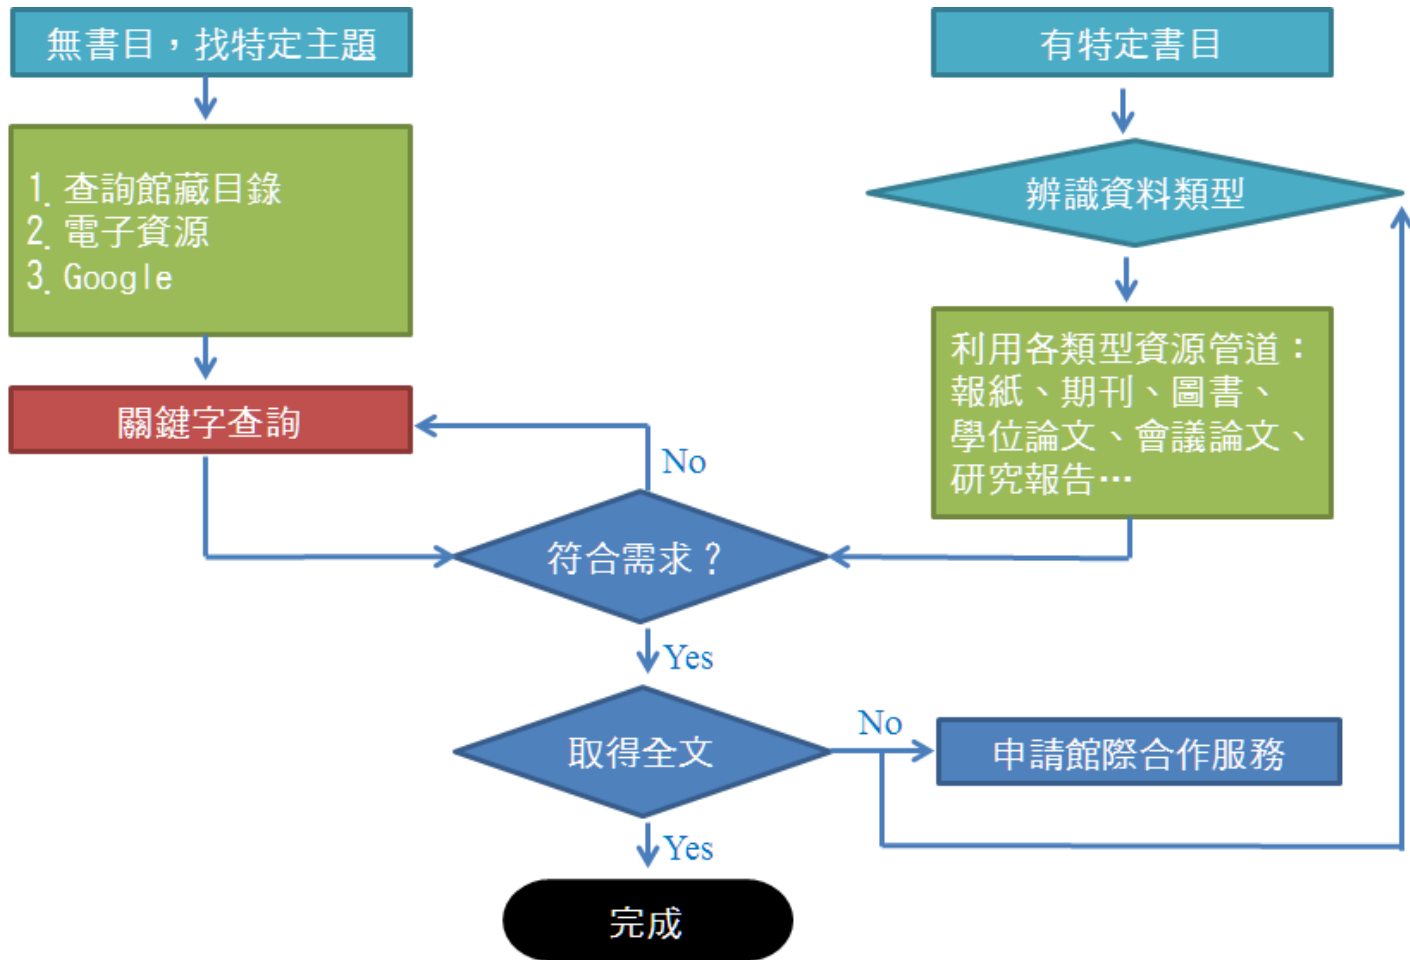 無書目，找特定主題
有特定書目
1. 查詢館藏目錄
2. 電子資源
3. Google
辨識資料類型
利用各類型資源管道：
報紙、期刊、圖書、
學位論文、會議論文、
研究報告…
關鍵字查詢
No
符合需求？
Yes
取得全文
No
申請館際合作服務
Yes
完成